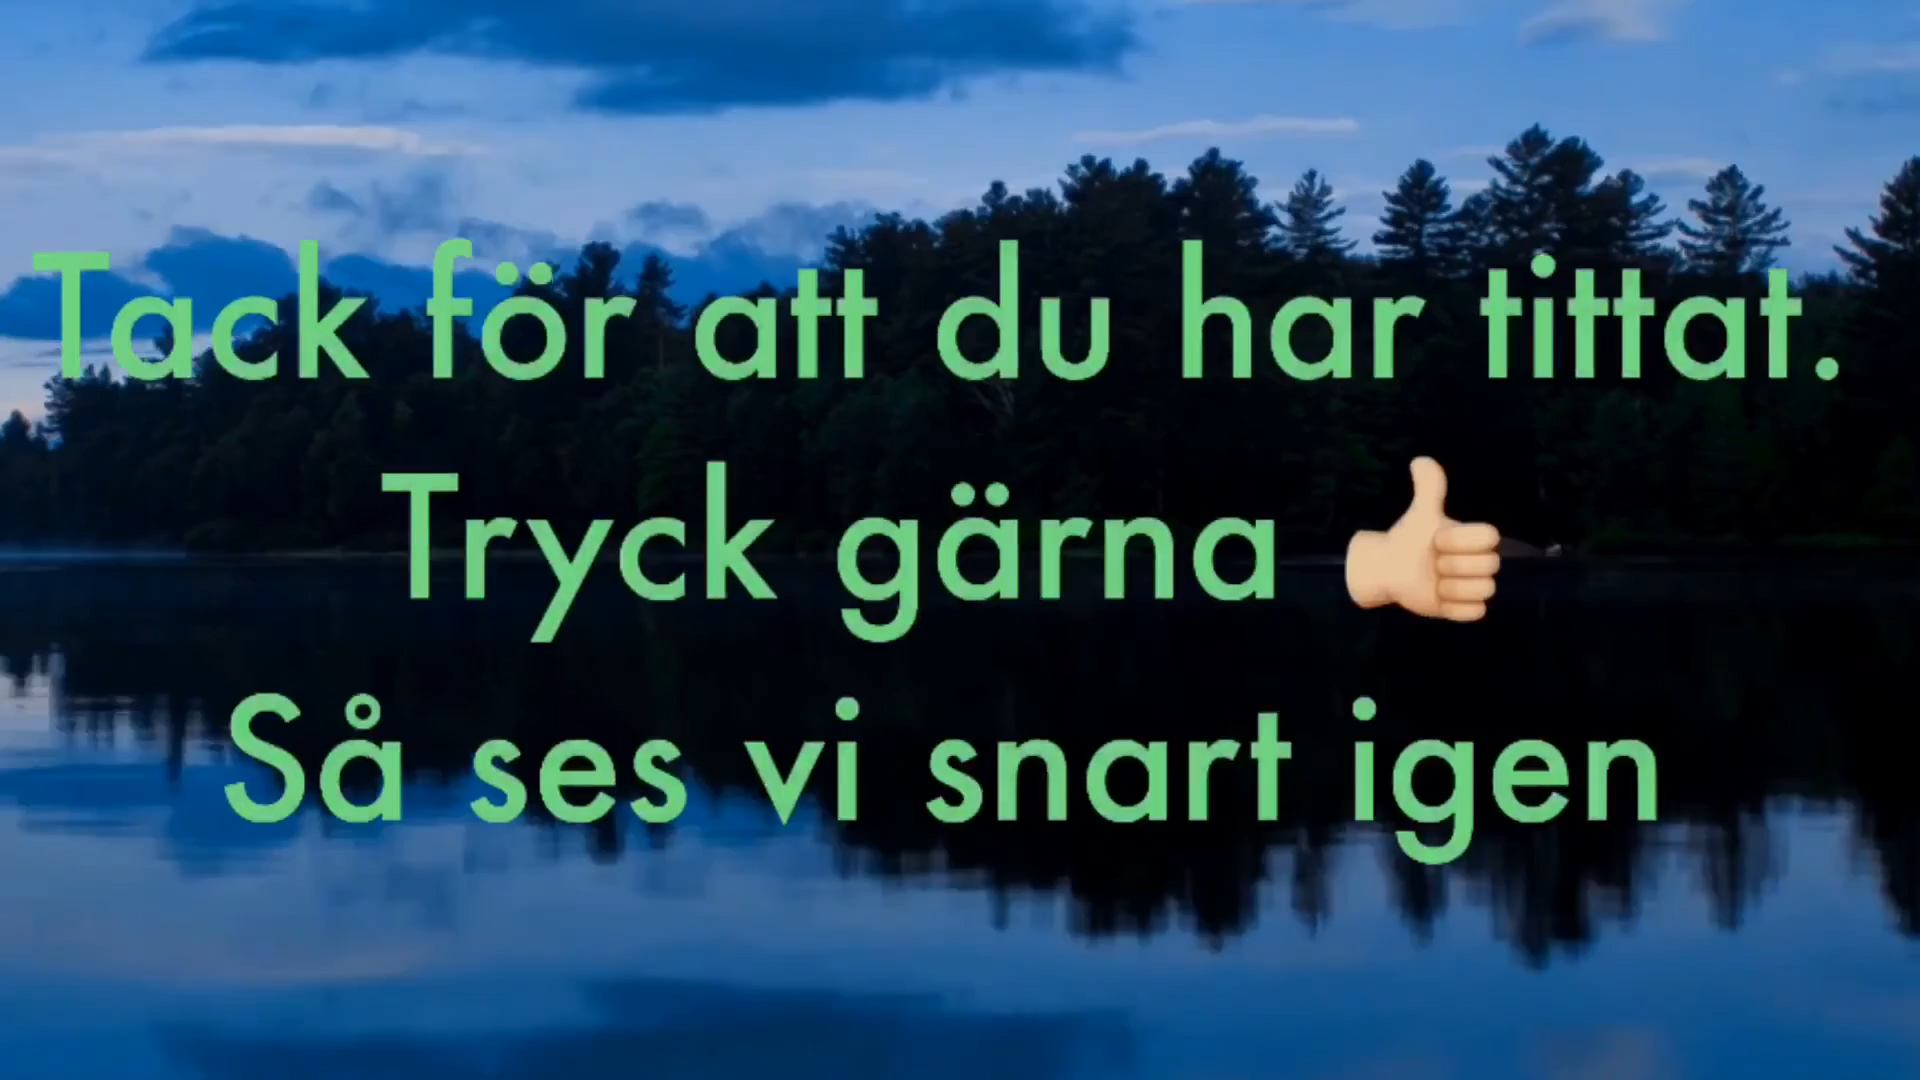 Tack för att du har tittat.
Tryck gärna 👍🏻
Så ses vi snart igen